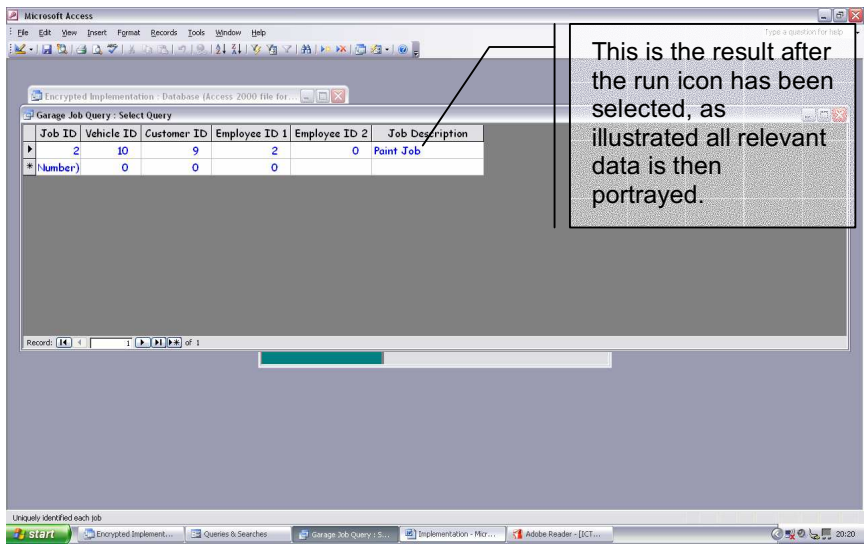 Microsoft Access
File Edit View Insert Format Records Tools Window Help
Type a question for help
This is the result after
the run icon has been
selected, as
illustrated all relevant
data is then
portrayed.
Encrypted Implementation : Database (Access 2000 file for...
Garage Job Query : Select Query
Job ID Vehicle ID Customer ID Employee ID 1 Employee ID 2 Job Description
2 10 9 2 0 Paint Job
Number) 0 0 0
Record: 1 of 1
Uniquely identified each job
start Encrypted Implement... Queries & Searches Garage Job Query : S... Implementation - Micr... Adobe Reader - [ICT... 20:20